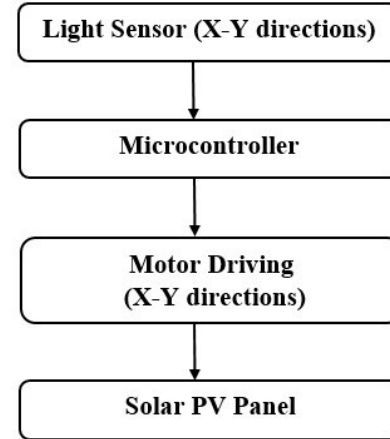 Light Sensor (X-Y directions)
Microcontroller
Motor Driving
(X-Y directions)
Solar PV Panel